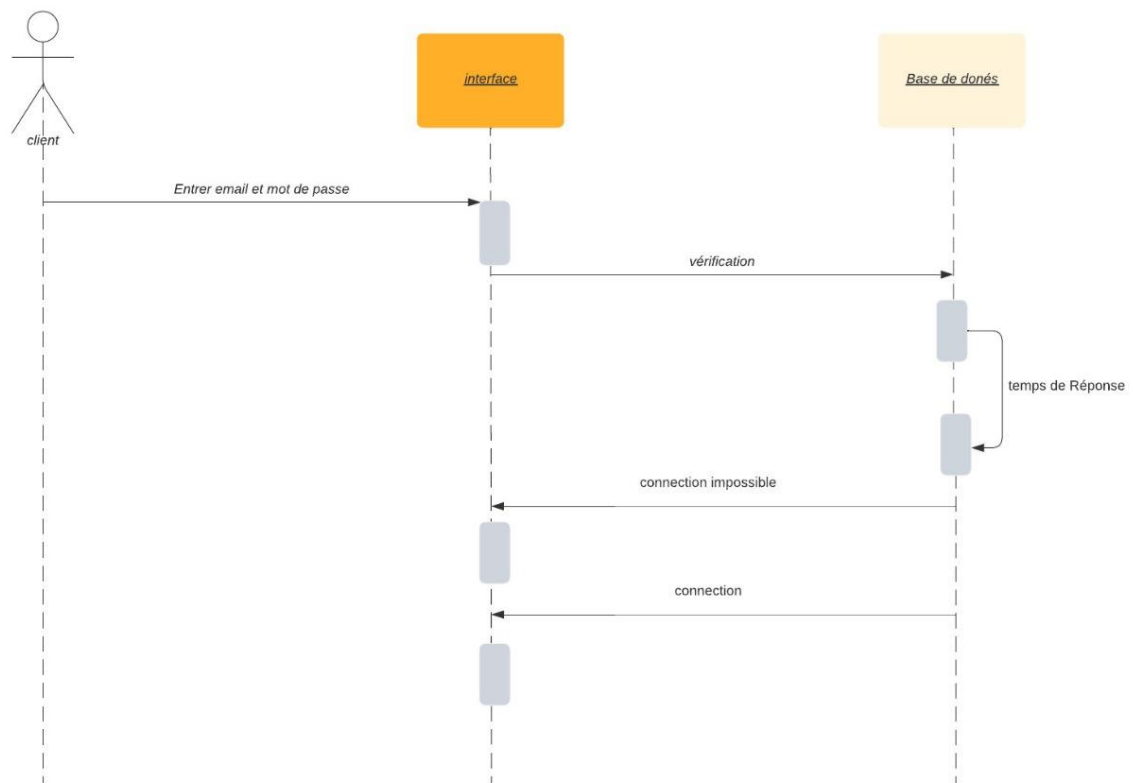 interface
Base de donés
client
Entrer email et mot de passe
vérification
temps de Réponse
connection impossible
connection